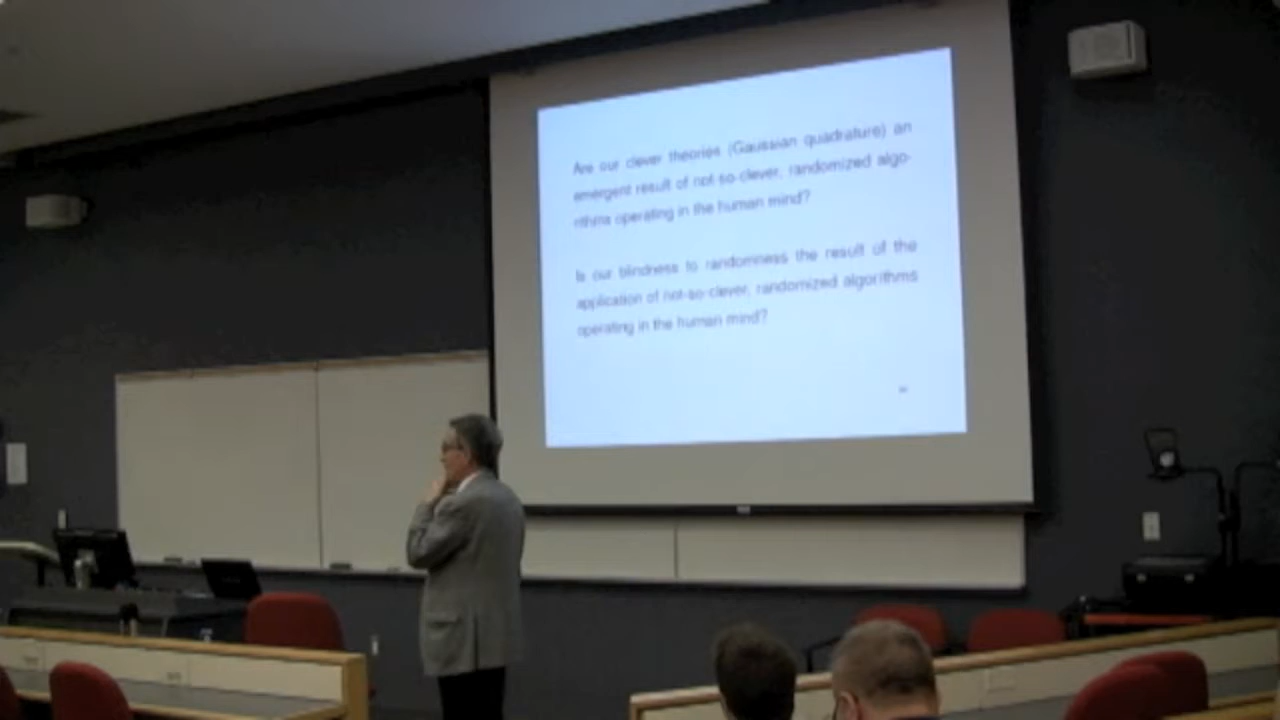 Are our clever theories (Gaussian quadrature) an
emergent result of not-so-clever, randomized algo-
rithms operating in the human mind?
Is our blindness to randomness the result of the
application of not-so-clever, randomized algorithms
operating in the human mind?